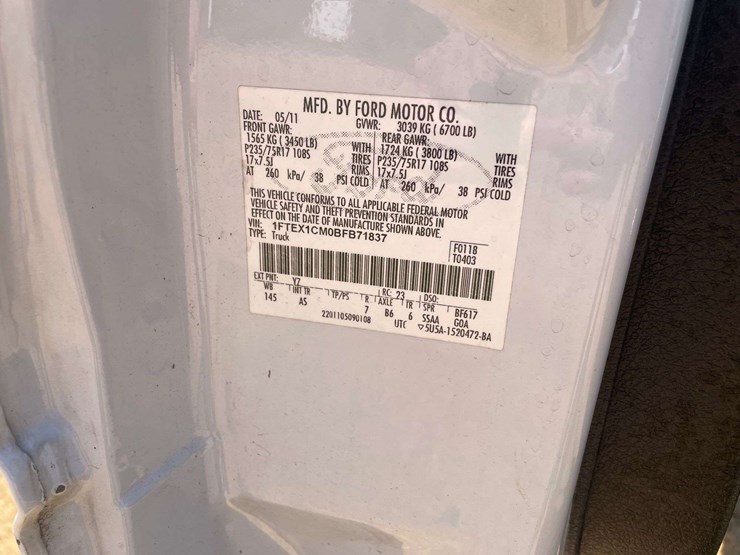 MFD. BY FORD MOTOR CO.
DATE: 05/11 GVWR: 3039 KG ( 6700 LB)
FRONT GAWR: REAR GAWR:
1565 KG ( 3450 LB) WITH 1724 KG ( 3800 LB) WITH
P235/75R17 108S TIRES P235/75R17 108S TIRES
17x7.5J RIMS 17x7.5J RIMS
AT 260 kPa/ 38 PSI COLD AT 260 kPa/ 38 PSI COLD
THIS VEHICLE CONFORMS TO ALL APPLICABLE FEDERAL MOTOR
VEHICLE SAFETY AND THEFT PREVENTION STANDARDS IN
EFFECT ON THE DATE OF MANUFACTURE SHOWN ABOVE.
VIN: 1FTEX1CM0BFB71837
TYPE: Truck
F0118
T0403
EXT PNT: YZ RC: 23 DSO:
WB INT TR TP/PS R AXLE TR SPR BF617
145 AS 7 B6 6 SSAA GOA
2201105090108 UTC ▽5U5A-1520472-BA